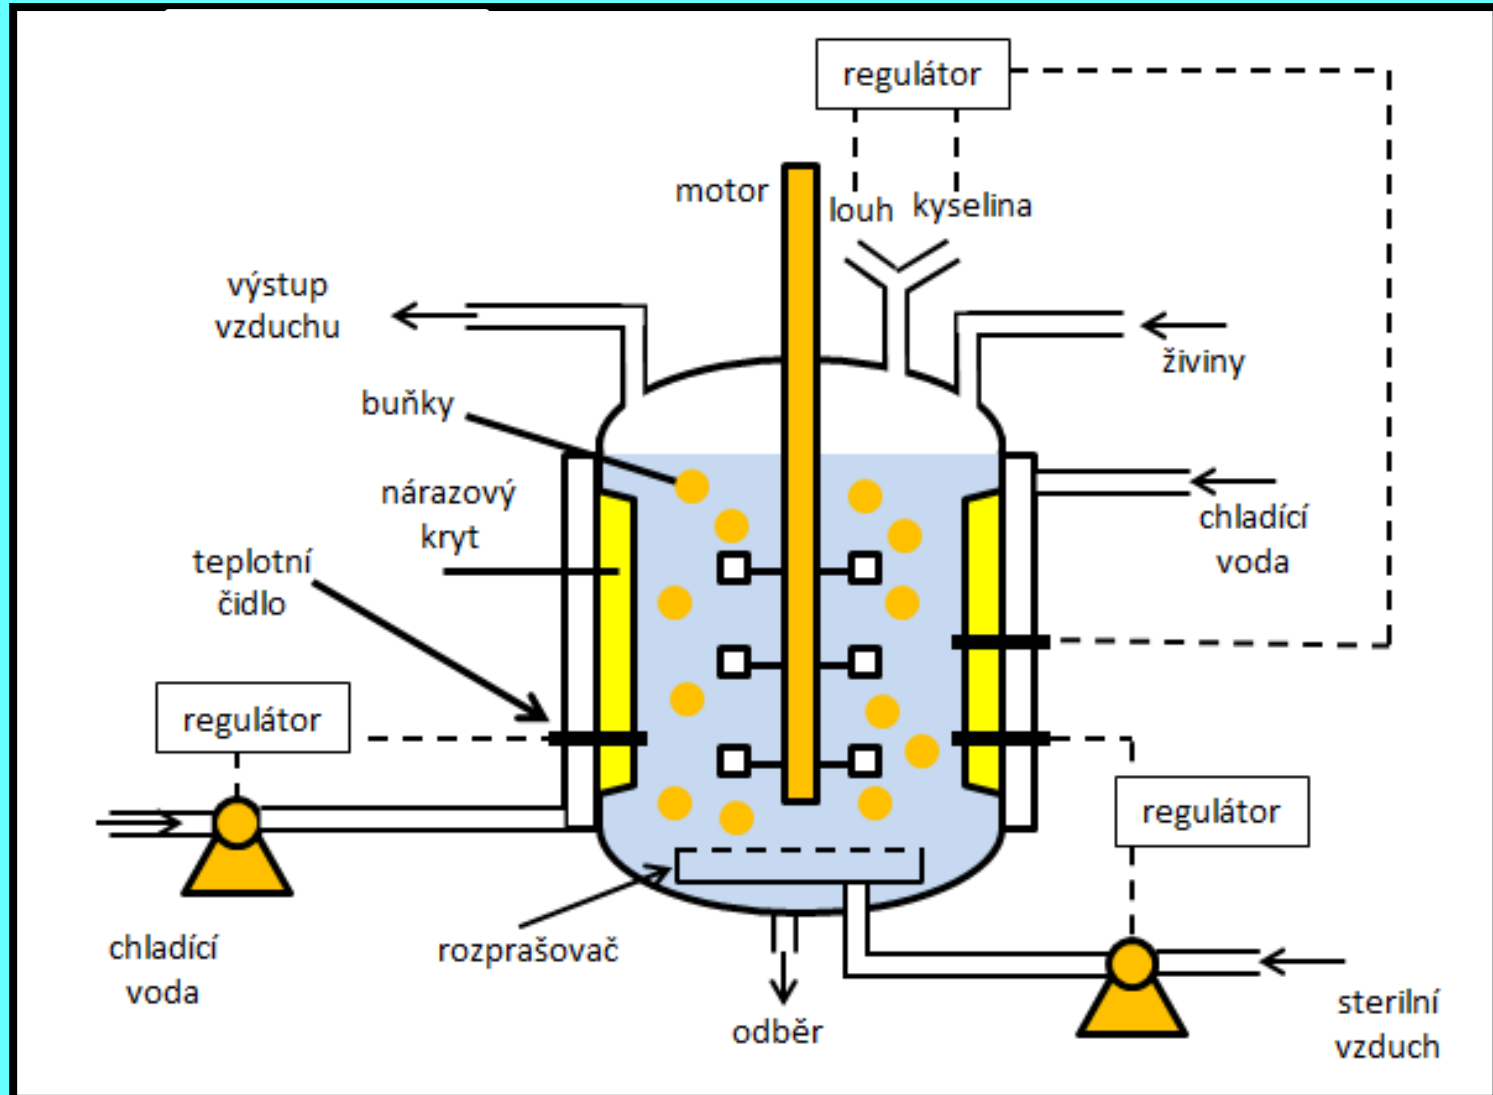 regulátor
motor
louh
kyselina
výstup
vzduchu
živiny
buňky
nárazový
kryt
chladící
voda
teplotní
čidlo
regulátor
regulátor
rozprašovač
chladící
voda
odběr
sterilní
vzduch